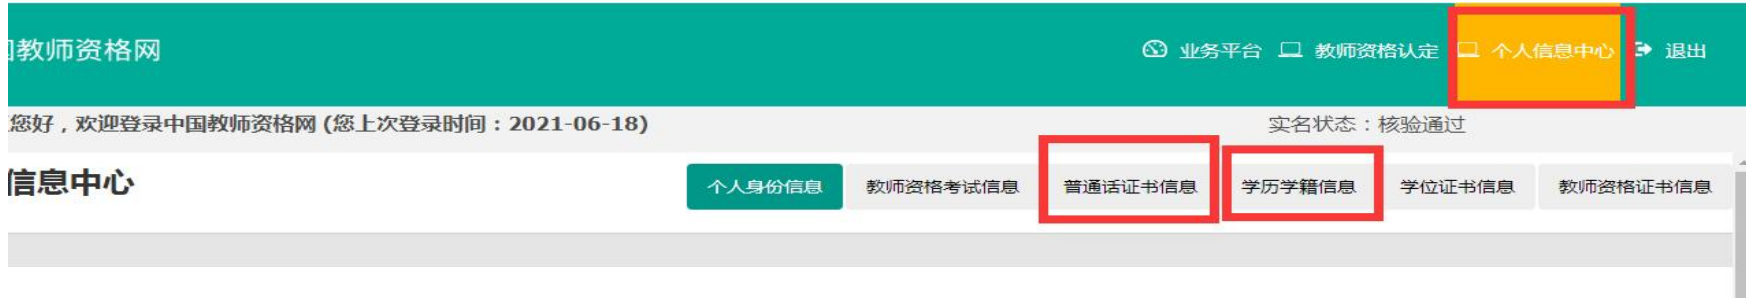 教师资格网
业务平台 教师资格认定 个人信息中心 退出
您好，欢迎登录中国教师资格网 (您上次登录时间：2021-06-18)
实名状态：核验通过
信息中心
个人身份信息 教师资格考试信息 普通话证书信息 学历学籍信息 学位证书信息 教师资格证书信息